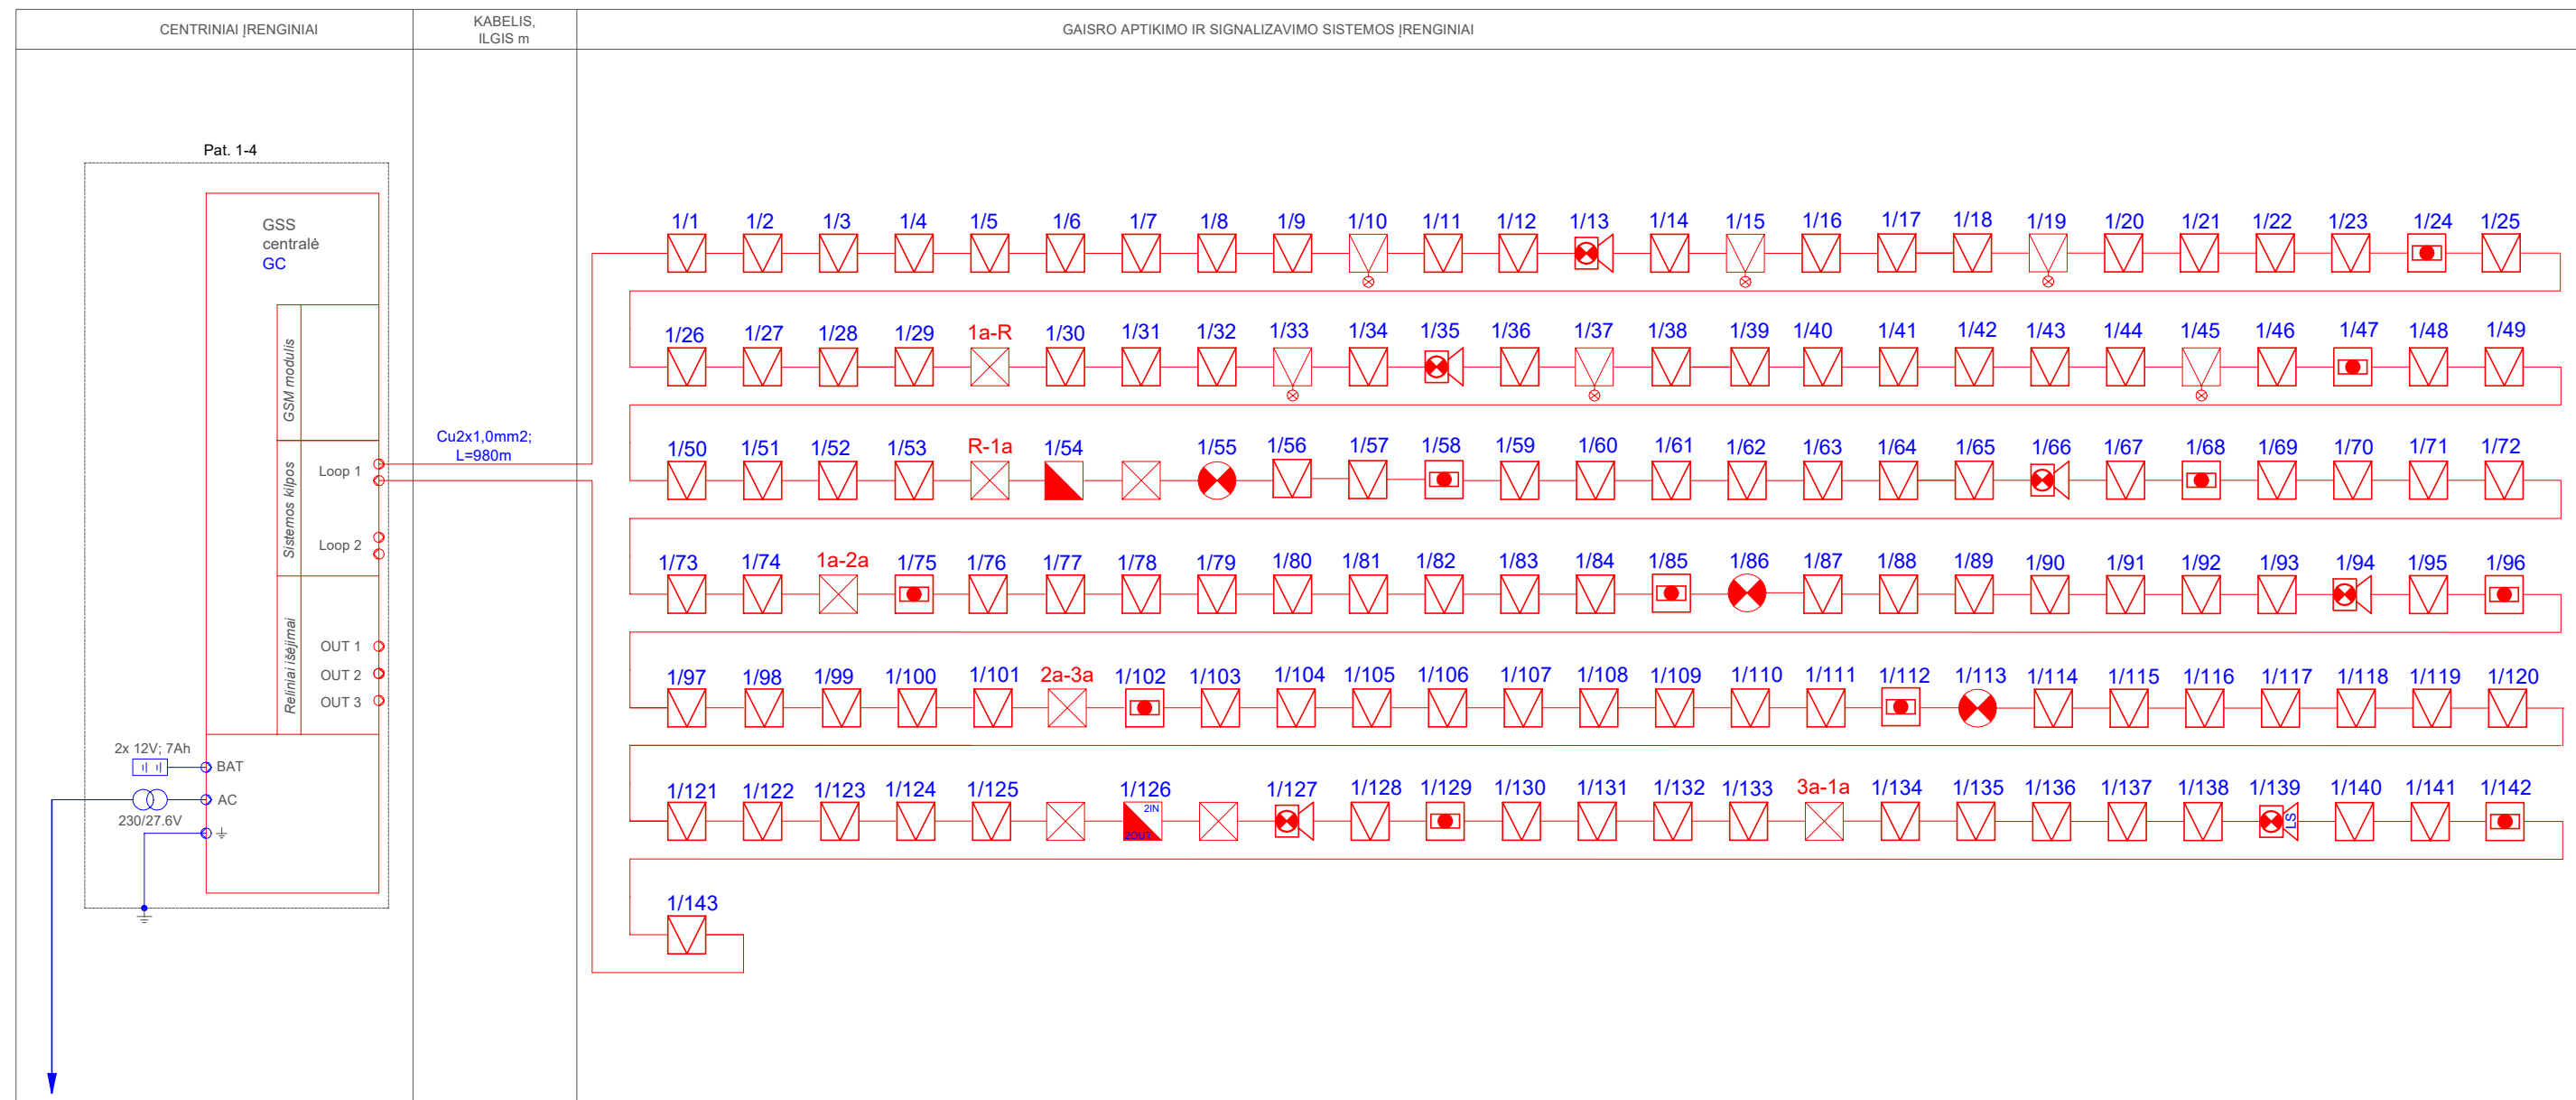 CENTRINIAI ĮRENGINIAI
KABELIS,
ILGIS m
GAISRO APTIKIMO IR SIGNALIZAVIMO SISTEMOS ĮRENGINIAI
Pat. 1-4
GSS
centralė
GC
GSM modulis
Sistemos kilpos
Loop 1
Loop 2
Reliniai išėjimai
OUT 1
OUT 2
OUT 3
2x 12V; 7Ah
BAT
AC
230/27.6V
Cu2x1,0mm2;
L=980m
1/1 1/2 1/3 1/4 1/5 1/6 1/7 1/8 1/9 1/10 1/11 1/12 1/13 1/14 1/15 1/16 1/17 1/18 1/19 1/20 1/21 1/22 1/23 1/24 1/25
1/26 1/27 1/28 1/29 1a-R 1/30 1/31 1/32 1/33 1/34 1/35 1/36 1/37 1/38 1/39 1/40 1/41 1/42 1/43 1/44 1/45 1/46 1/47 1/48 1/49
1/50 1/51 1/52 1/53 R-1a 1/54 1/55 1/56 1/57 1/58 1/59 1/60 1/61 1/62 1/63 1/64 1/65 1/66 1/67 1/68 1/69 1/70 1/71 1/72
1/73 1/74 1a-2a 1/75 1/76 1/77 1/78 1/79 1/80 1/81 1/82 1/83 1/84 1/85 1/86 1/87 1/88 1/89 1/90 1/91 1/92 1/93 1/94 1/95 1/96
1/97 1/98 1/99 1/100 1/101 2a-3a 1/102 1/103 1/104 1/105 1/106 1/107 1/108 1/109 1/110 1/111 1/112 1/113 1/114 1/115 1/116 1/117 1/118 1/119 1/120
1/121 1/122 1/123 1/124 1/125 1/126 1/127 1/128 1/129 1/130 1/131 1/132 1/133 3a-1a 1/134 1/135 1/136 1/137 1/138 1/139 1/140 1/141 1/142
2IN
2OUT
LS
1/143